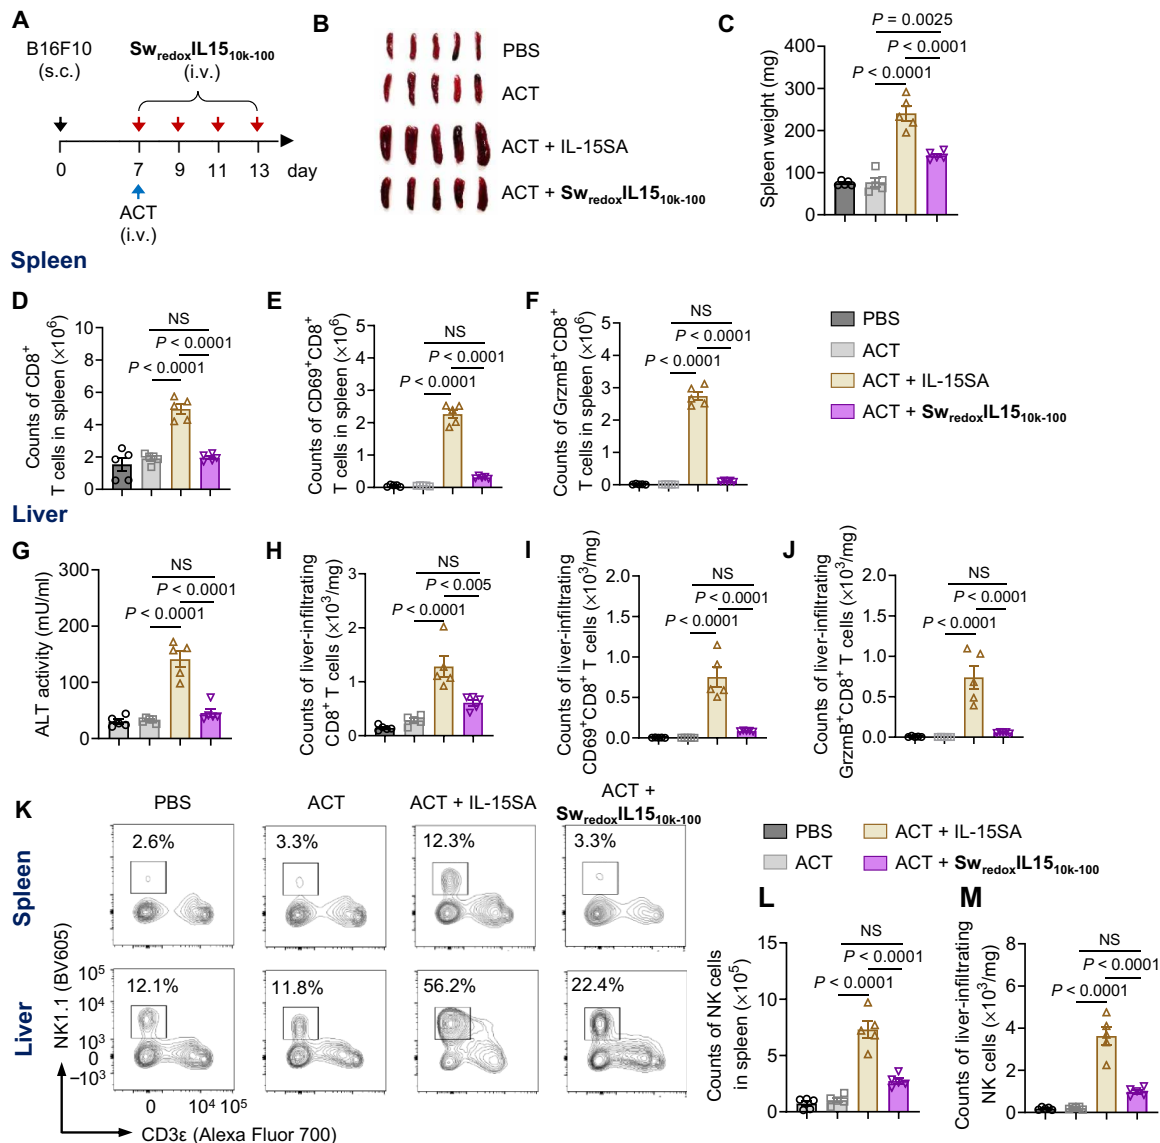 A
B16F10
(s.c.)
Sw_redoxIL15_10k-100
(i.v.)
0
7
9
11
13
day
ACT
(i.v.)
B
PBS
ACT
ACT + IL-15SA
ACT + Sw_redoxIL15_10k-100
C
P = 0.0025
P < 0.0001
P < 0.0001
Spleen weight (mg)
400
300
200
100
0
Spleen
D
Counts of CD8⁺
T cells in spleen (×10⁶)
10
8
6
4
2
0
NS
P < 0.0001
P < 0.0001
E
Counts of CD69⁺CD8⁺
T cells in spleen (×10⁶)
5
4
3
2
1
0
NS
P < 0.0001
P < 0.0001
F
Counts of GrzmB⁺CD8⁺
T cells in spleen (×10⁶)
5
4
3
2
1
0
NS
P < 0.0001
P < 0.0001
PBS
ACT
ACT + IL-15SA
ACT + Sw_redoxIL15_10k-100
Liver
G
ALT activity (mU/ml)
300
200
100
0
NS
P < 0.0001
P < 0.0001
H
Counts of liver-infiltrating
CD8⁺ T cells (×10³/mg)
3
2
1
0
NS
P < 0.005
P < 0.0001
I
Counts of liver-infiltrating
CD69⁺CD8⁺ T cells (×10³/mg)
2.0
1.5
1.0
0.5
0.0
NS
P < 0.0001
P < 0.0001
J
Counts of liver-infiltrating
GrzmB⁺CD8⁺ T cells (×10³/mg)
2.0
1.5
1.0
0.5
0.0
NS
P < 0.0001
P < 0.0001
K
PBS
ACT
ACT + IL-15SA
ACT +
Sw_redoxIL15_10k-100
Spleen
2.6%
3.3%
12.3%
3.3%
Liver
12.1%
11.8%
56.2%
22.4%
NK1.1 (BV605)
10⁵
10⁴
10³
0
−10³
0
10⁴
10⁵
CD3ε (Alexa Fluor 700)
PBS
ACT + IL-15SA
ACT
ACT + Sw_redoxIL15_10k-100
L
Counts of NK cells
in spleen (×10⁵)
15
10
5
0
NS
P < 0.0001
P < 0.0001
M
Counts of liver-infiltrating
NK cells (×10³/mg)
8
6
4
2
0
NS
P < 0.0001
P < 0.0001